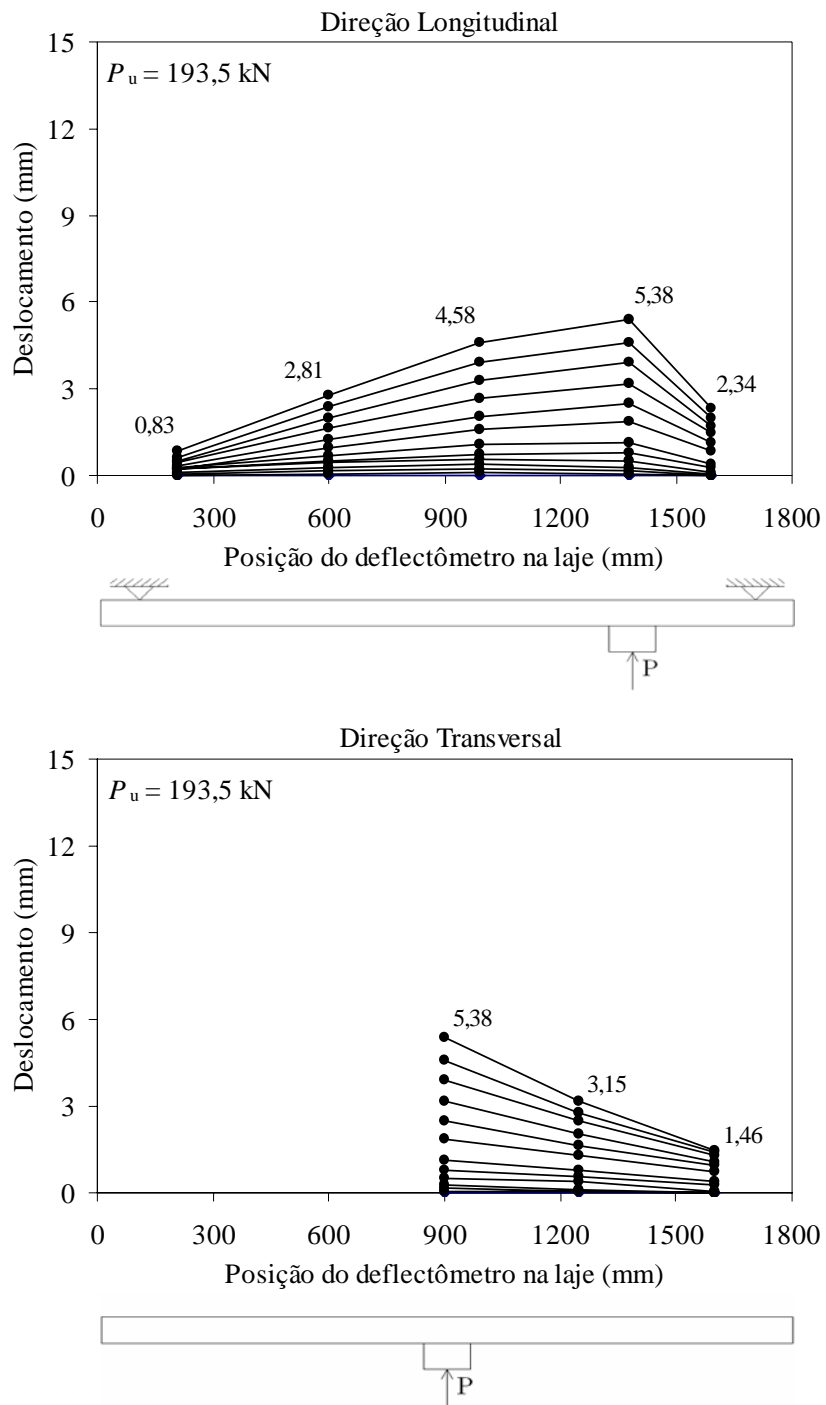 Direção Longitudinal
15
P u = 193,5 kN
12
9
Deslocamento (mm)
6
5,38
4,58
2,81
3
2,34
0,83
0
0 300 600 900 1200 1500 1800
Posição do deflectômetro na laje (mm)
P
Direção Transversal
15
P u = 193,5 kN
12
9
Deslocamento (mm)
6
5,38
3,15
3
1,46
0
0 300 600 900 1200 1500 1800
Posição do deflectômetro na laje (mm)
P